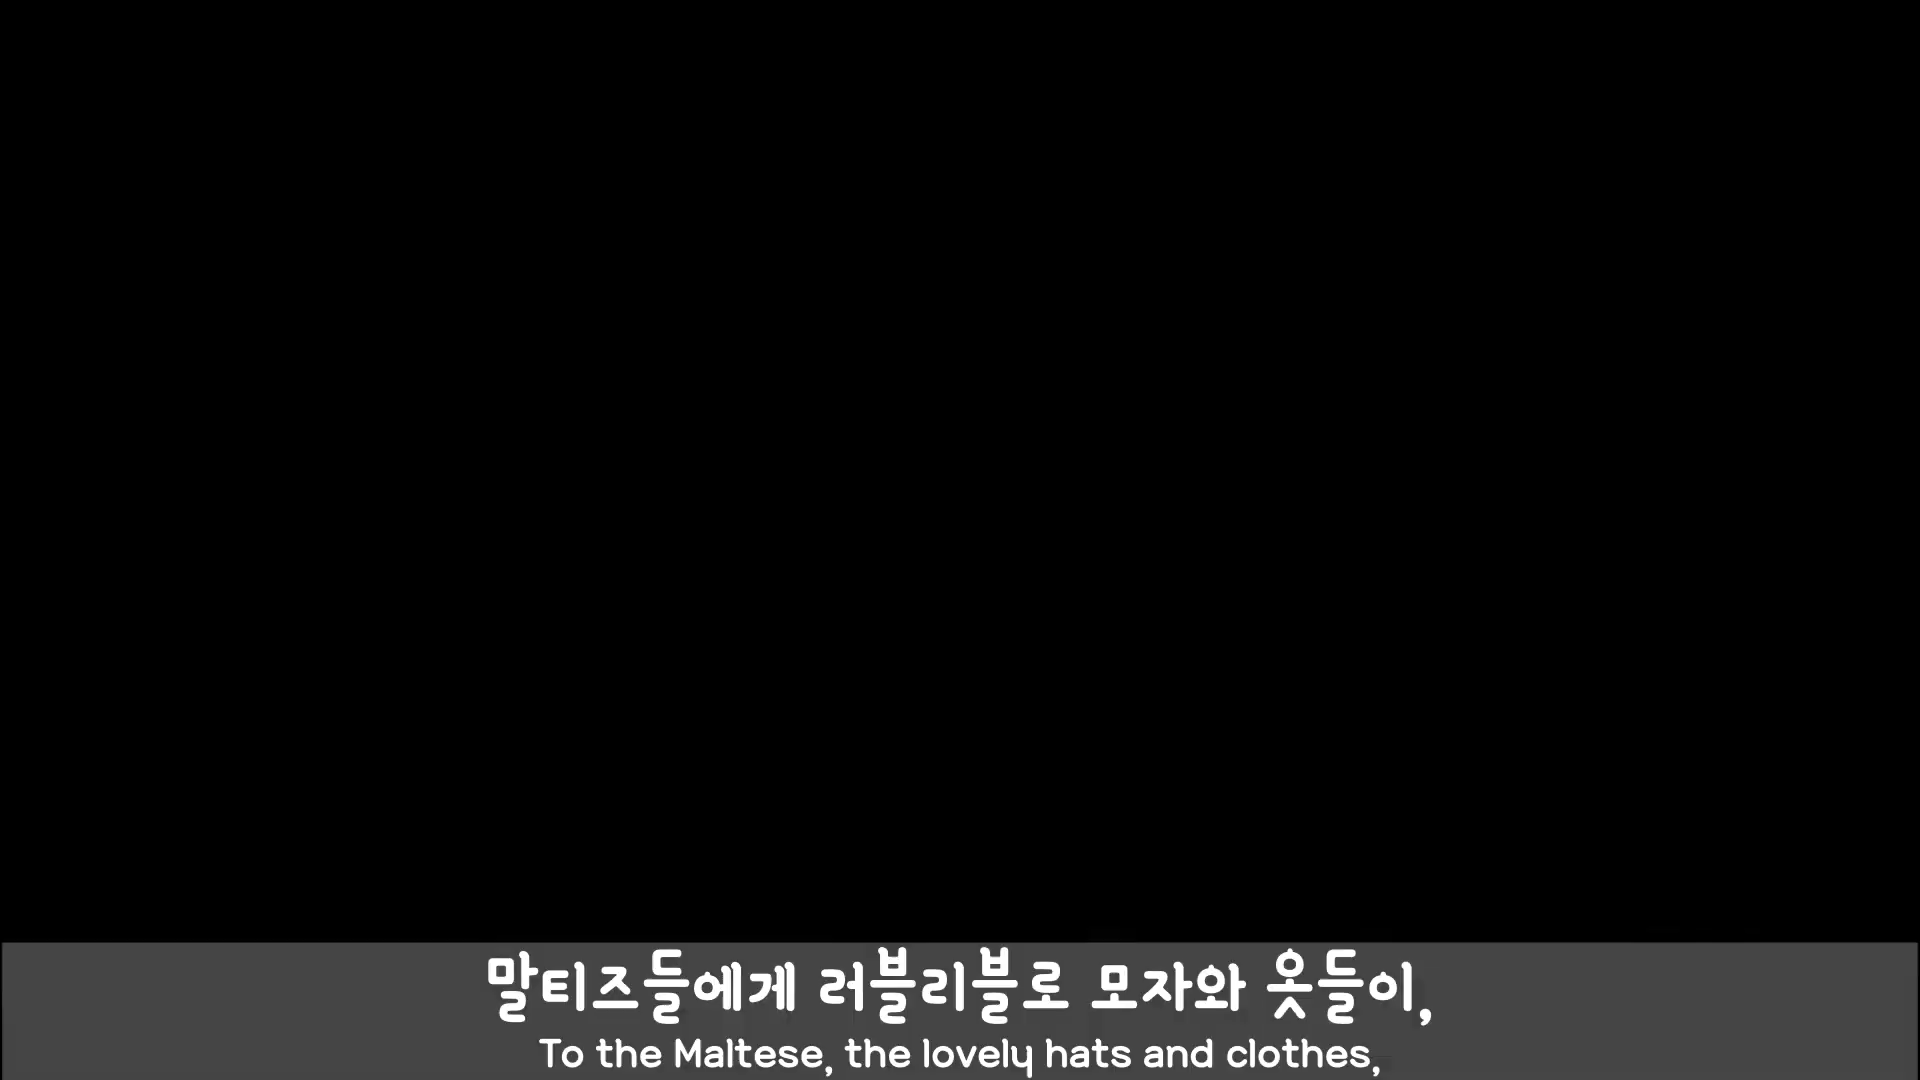 말티즈들에게 러블리블로 모자와 옷들이,
To the Maltese, the lovely hats and clothes,